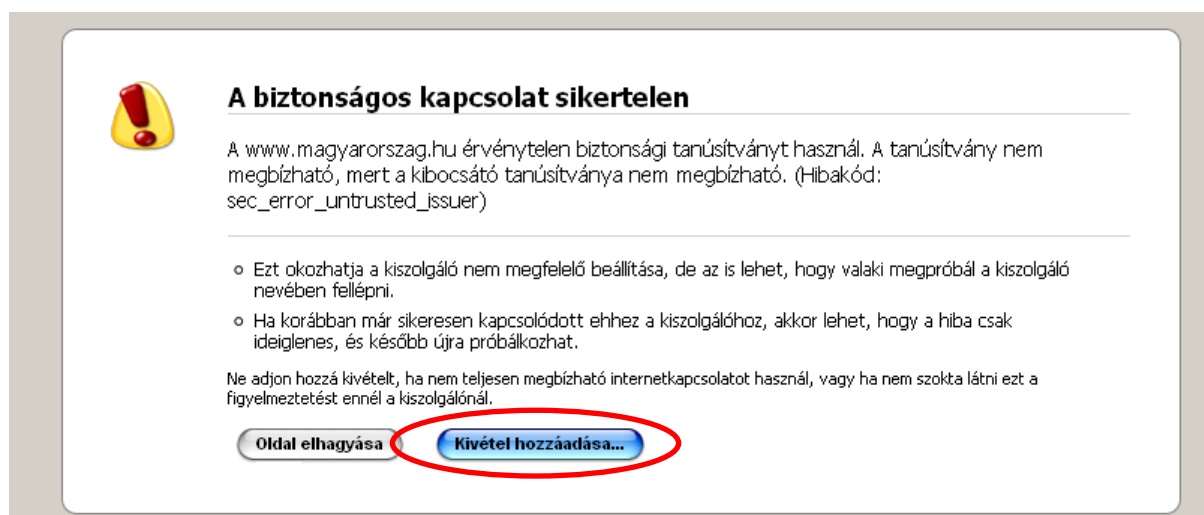 A biztonságos kapcsolat sikertelen
A www.magyarorszag.hu érvénytelen biztonsági tanúsítványt használ. A tanúsítvány nem
megbízható, mert a kibocsátó tanúsítványa nem megbízható. (Hibakód:
sec_error_untrusted_issuer)
Ezt okozhatja a kiszolgáló nem megfelelő beállítása, de az is lehet, hogy valaki megpróbál a kiszolgáló
nevében fellépni.
Ha korábban már sikeresen kapcsolódott ehhez a kiszolgálóhoz, akkor lehet, hogy a hiba csak
ideiglenes, és később újra próbálkozhat.
Ne adjon hozzá kivételt, ha nem teljesen megbízható internetkapcsolatot használ, vagy ha nem szokta látni ezt a
figyelmeztetést ennél a kiszolgálónál.
Oldal elhagyása Kivétel hozzáadása...